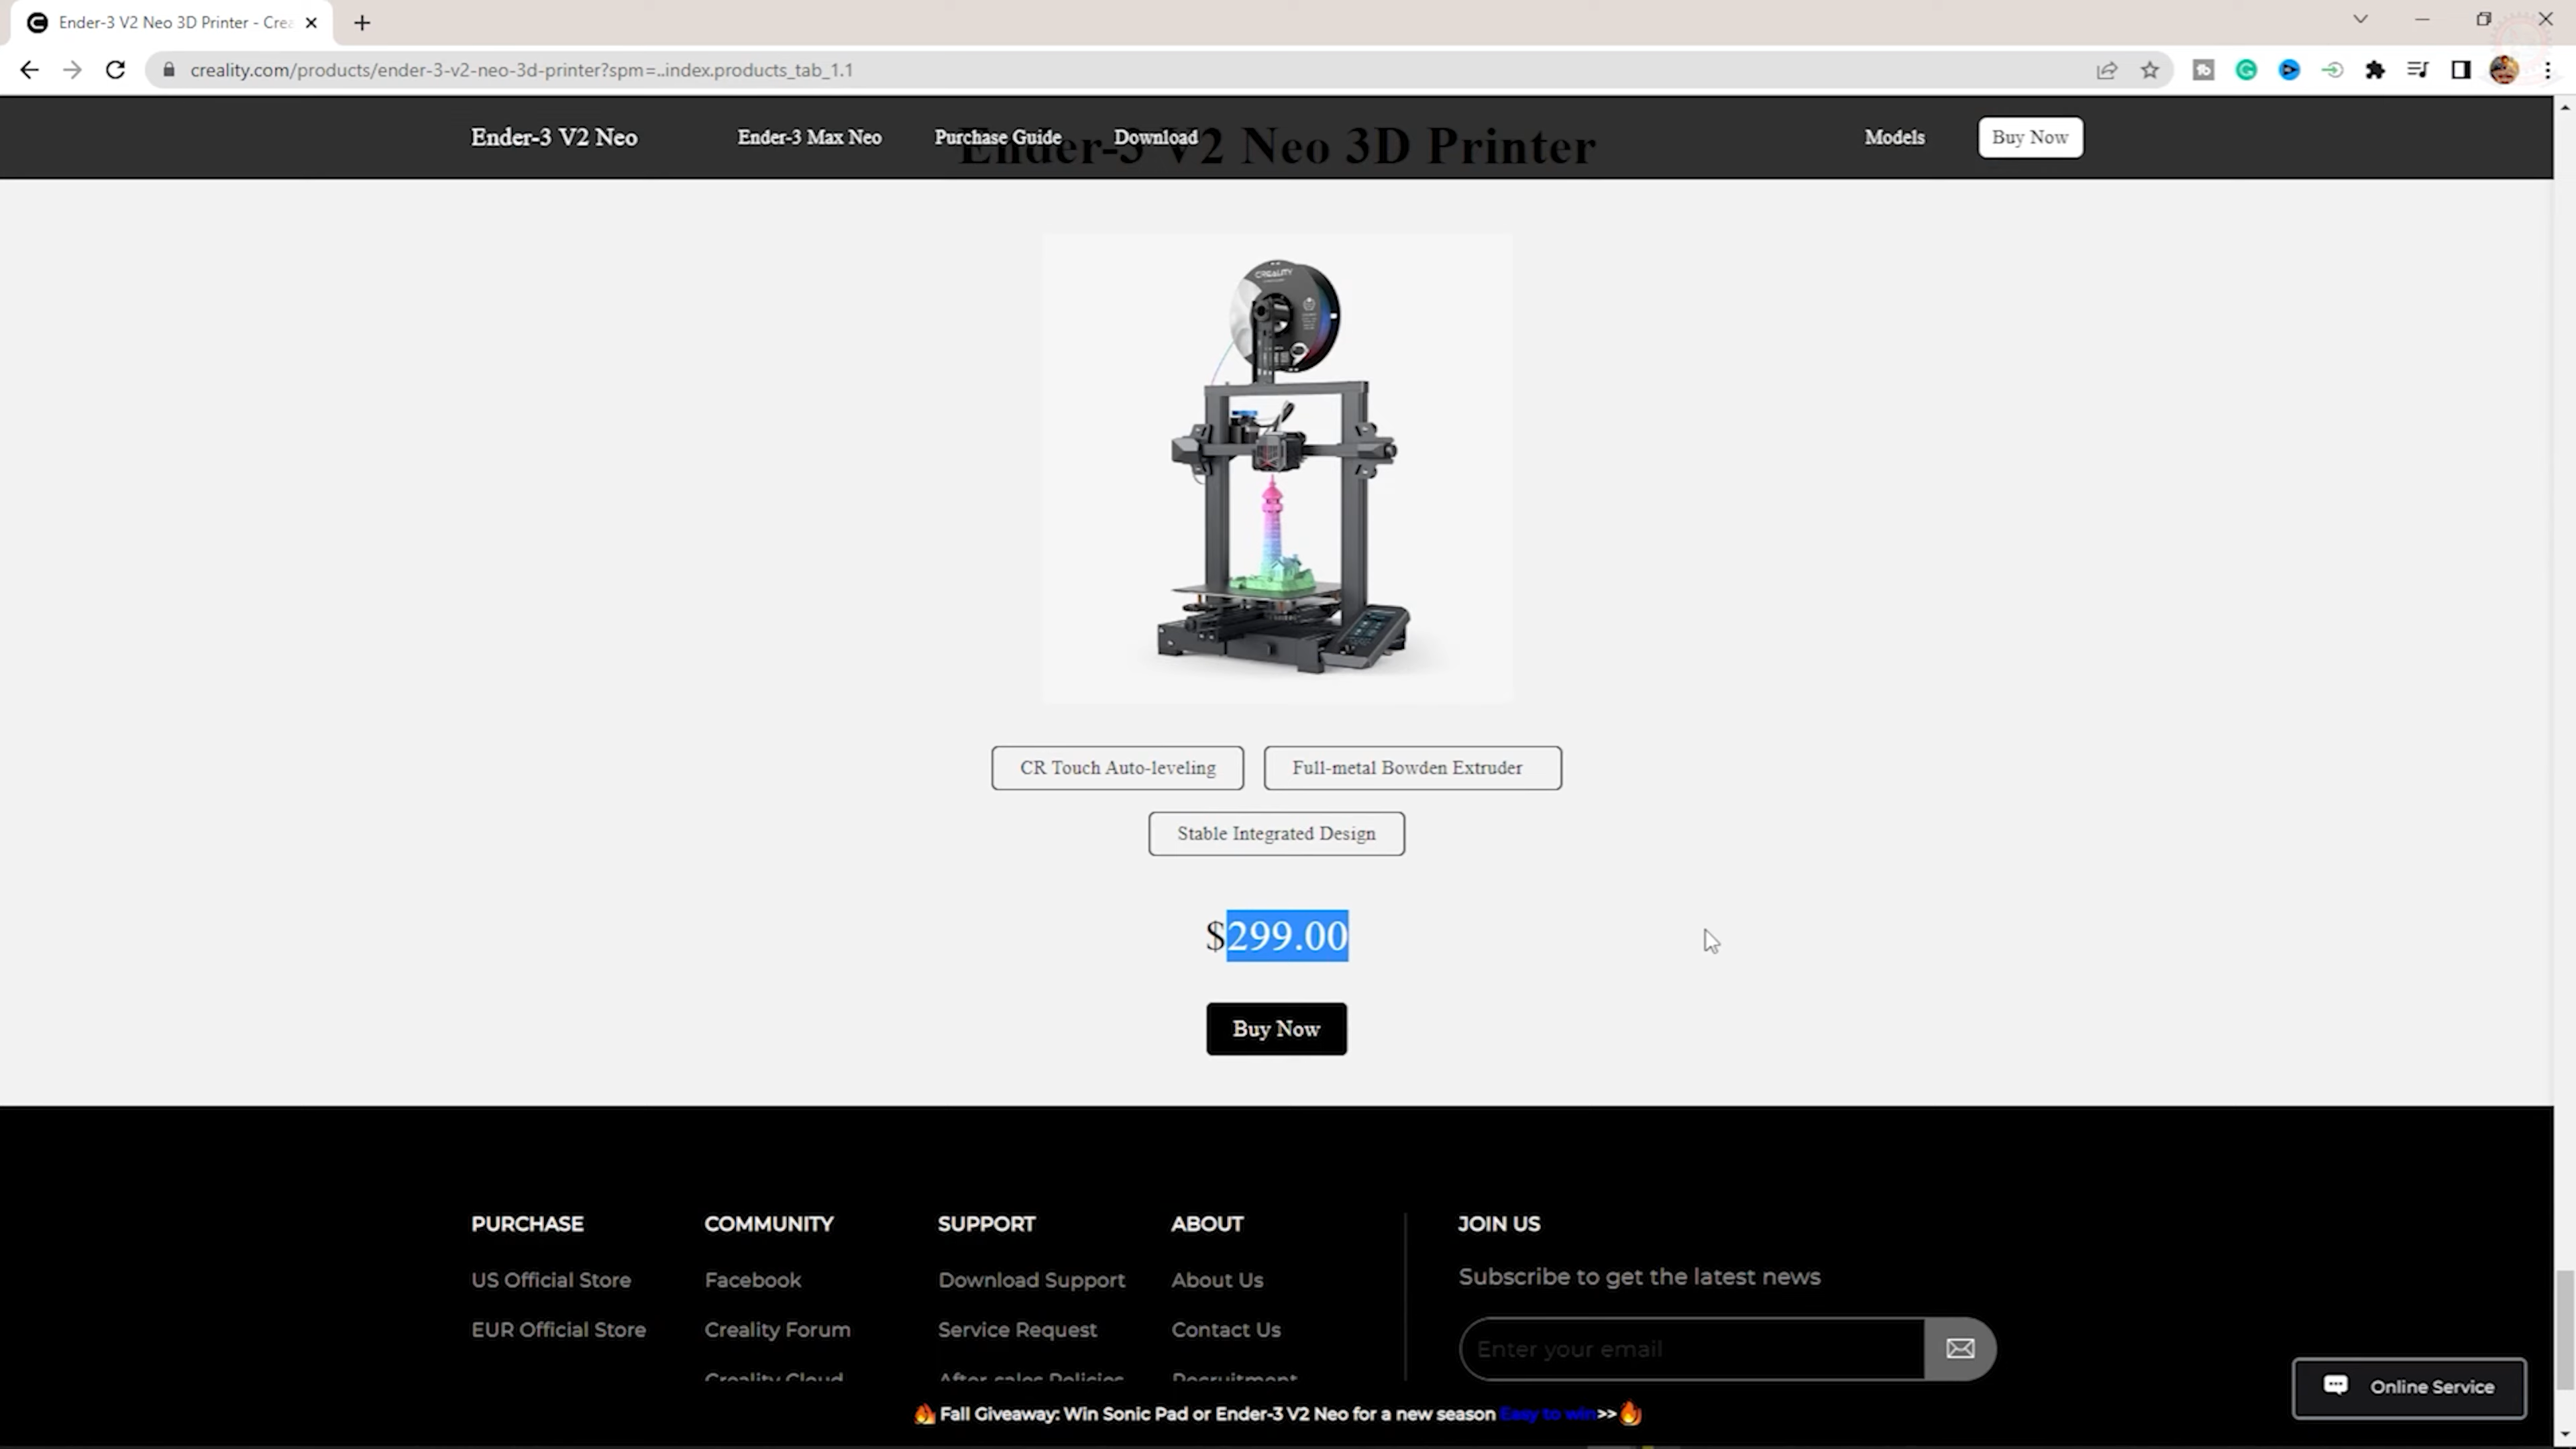 Ender-3 V2 Neo 3D Printer - Crea
creality.com/products/ender-3-v2-neo-3d-printer?spm=..index.products_tab_1.1
Ender-3 V2 Neo
Ender-3 Max Neo
Purchase Guide
Download
Models
Buy Now
Ender-3 V2 Neo 3D Printer
CREALITY
CR Touch Auto-leveling
Full-metal Bowden Extruder
Stable Integrated Design
$299.00
Buy Now
PURCHASE
US Official Store
EUR Official Store
COMMUNITY
Facebook
Creality Forum
Creality Cloud
SUPPORT
Download Support
Service Request
After-sales Policies
ABOUT
About Us
Contact Us
Recruitment
JOIN US
Subscribe to get the latest news
Enter your email
Online Service
Fall Giveaway: Win Sonic Pad or Ender-3 V2 Neo for a new season Easy to win>>